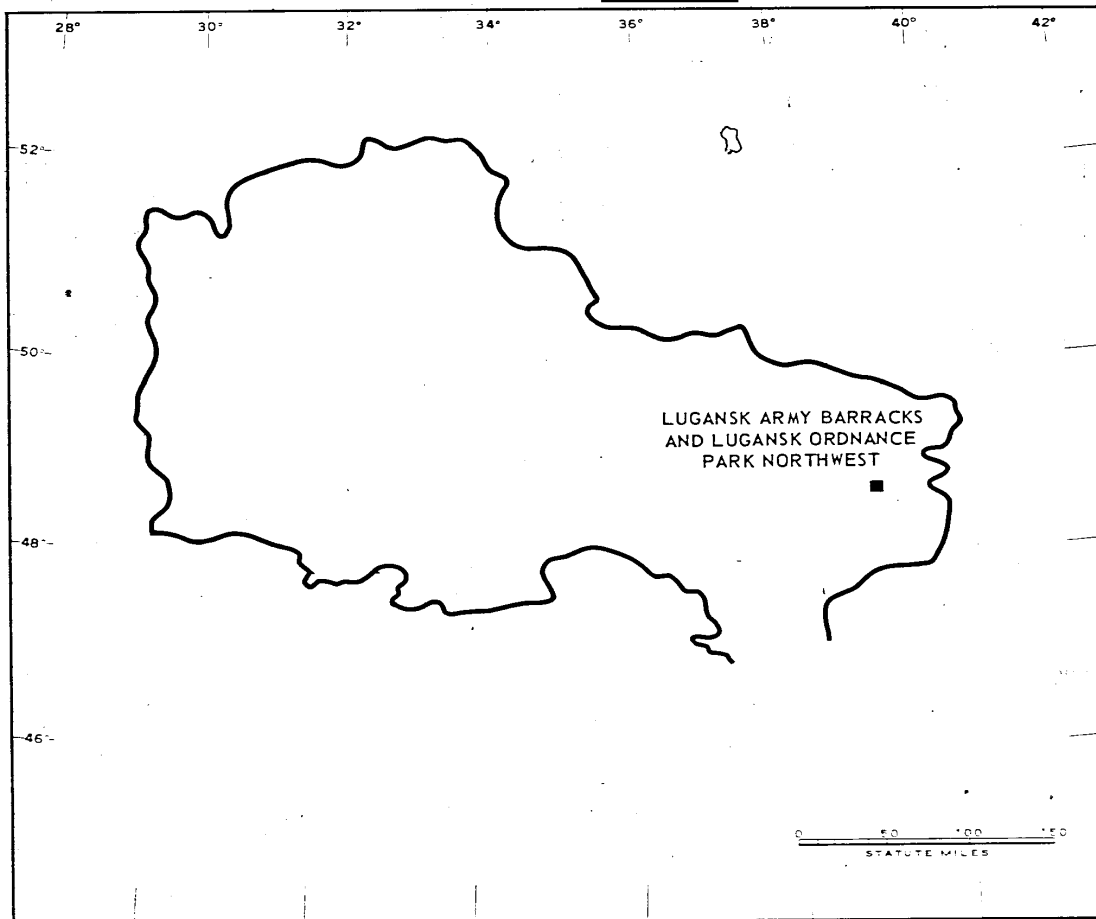 28° 30° 32° 34° 36° 38° 40° 42°
52°
50°
LUGANSK ARMY BARRACKS
AND LUGANSK ORDNANCE
PARK NORTHWEST
48°
46°
0 50 100 150
STATUTE MILES